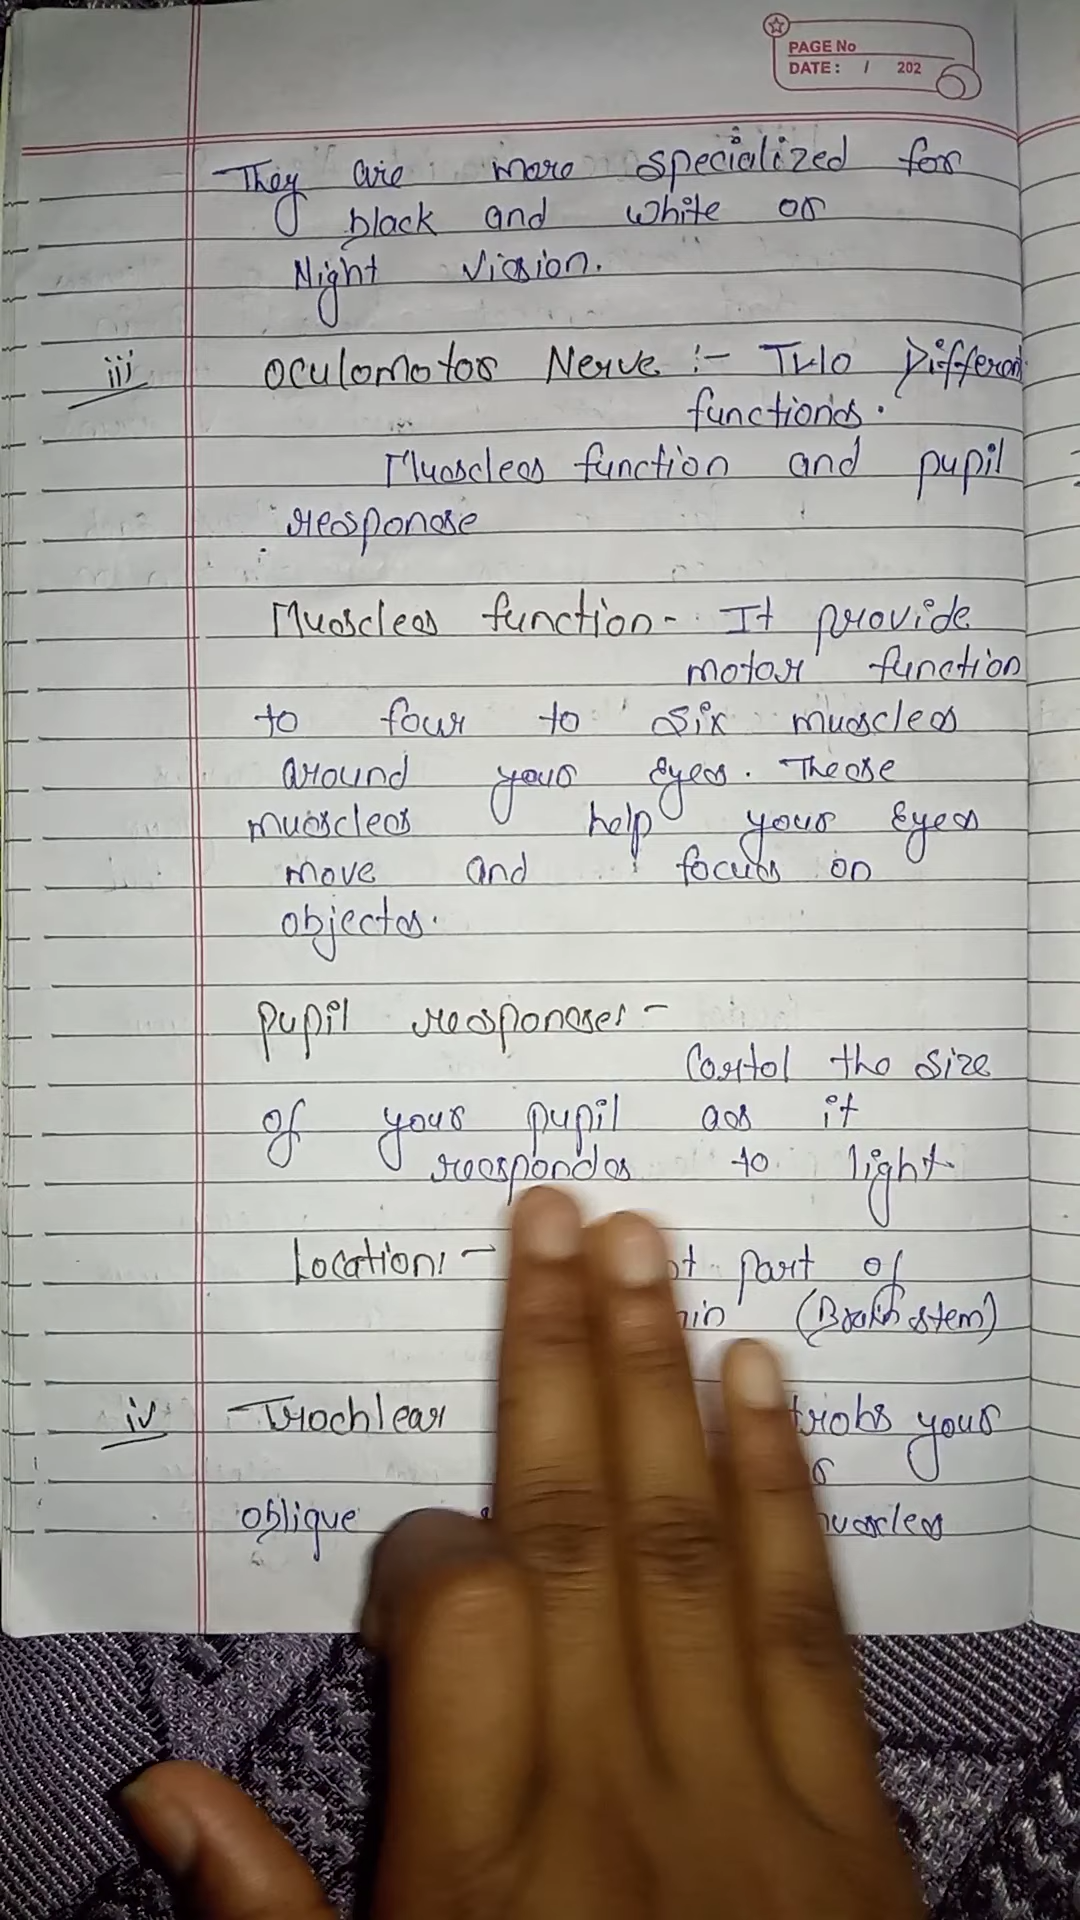 PAGE No
DATE: / 202
They are more specialized for
black and white or
Night Vision.
iii Oculomotor Nerve :- Two Different
functions.
Muscles function and pupil
response
Muscles function - It provide
motor function
to four to six muscles
around your Eyes. These
muscles help your Eyes
move and focus on
objects.
Pupil response: -
Contol the size
of your pupil as it
responds to light
Location: - part of
(Brain stem)
iv Trochlear your
oblique muscles